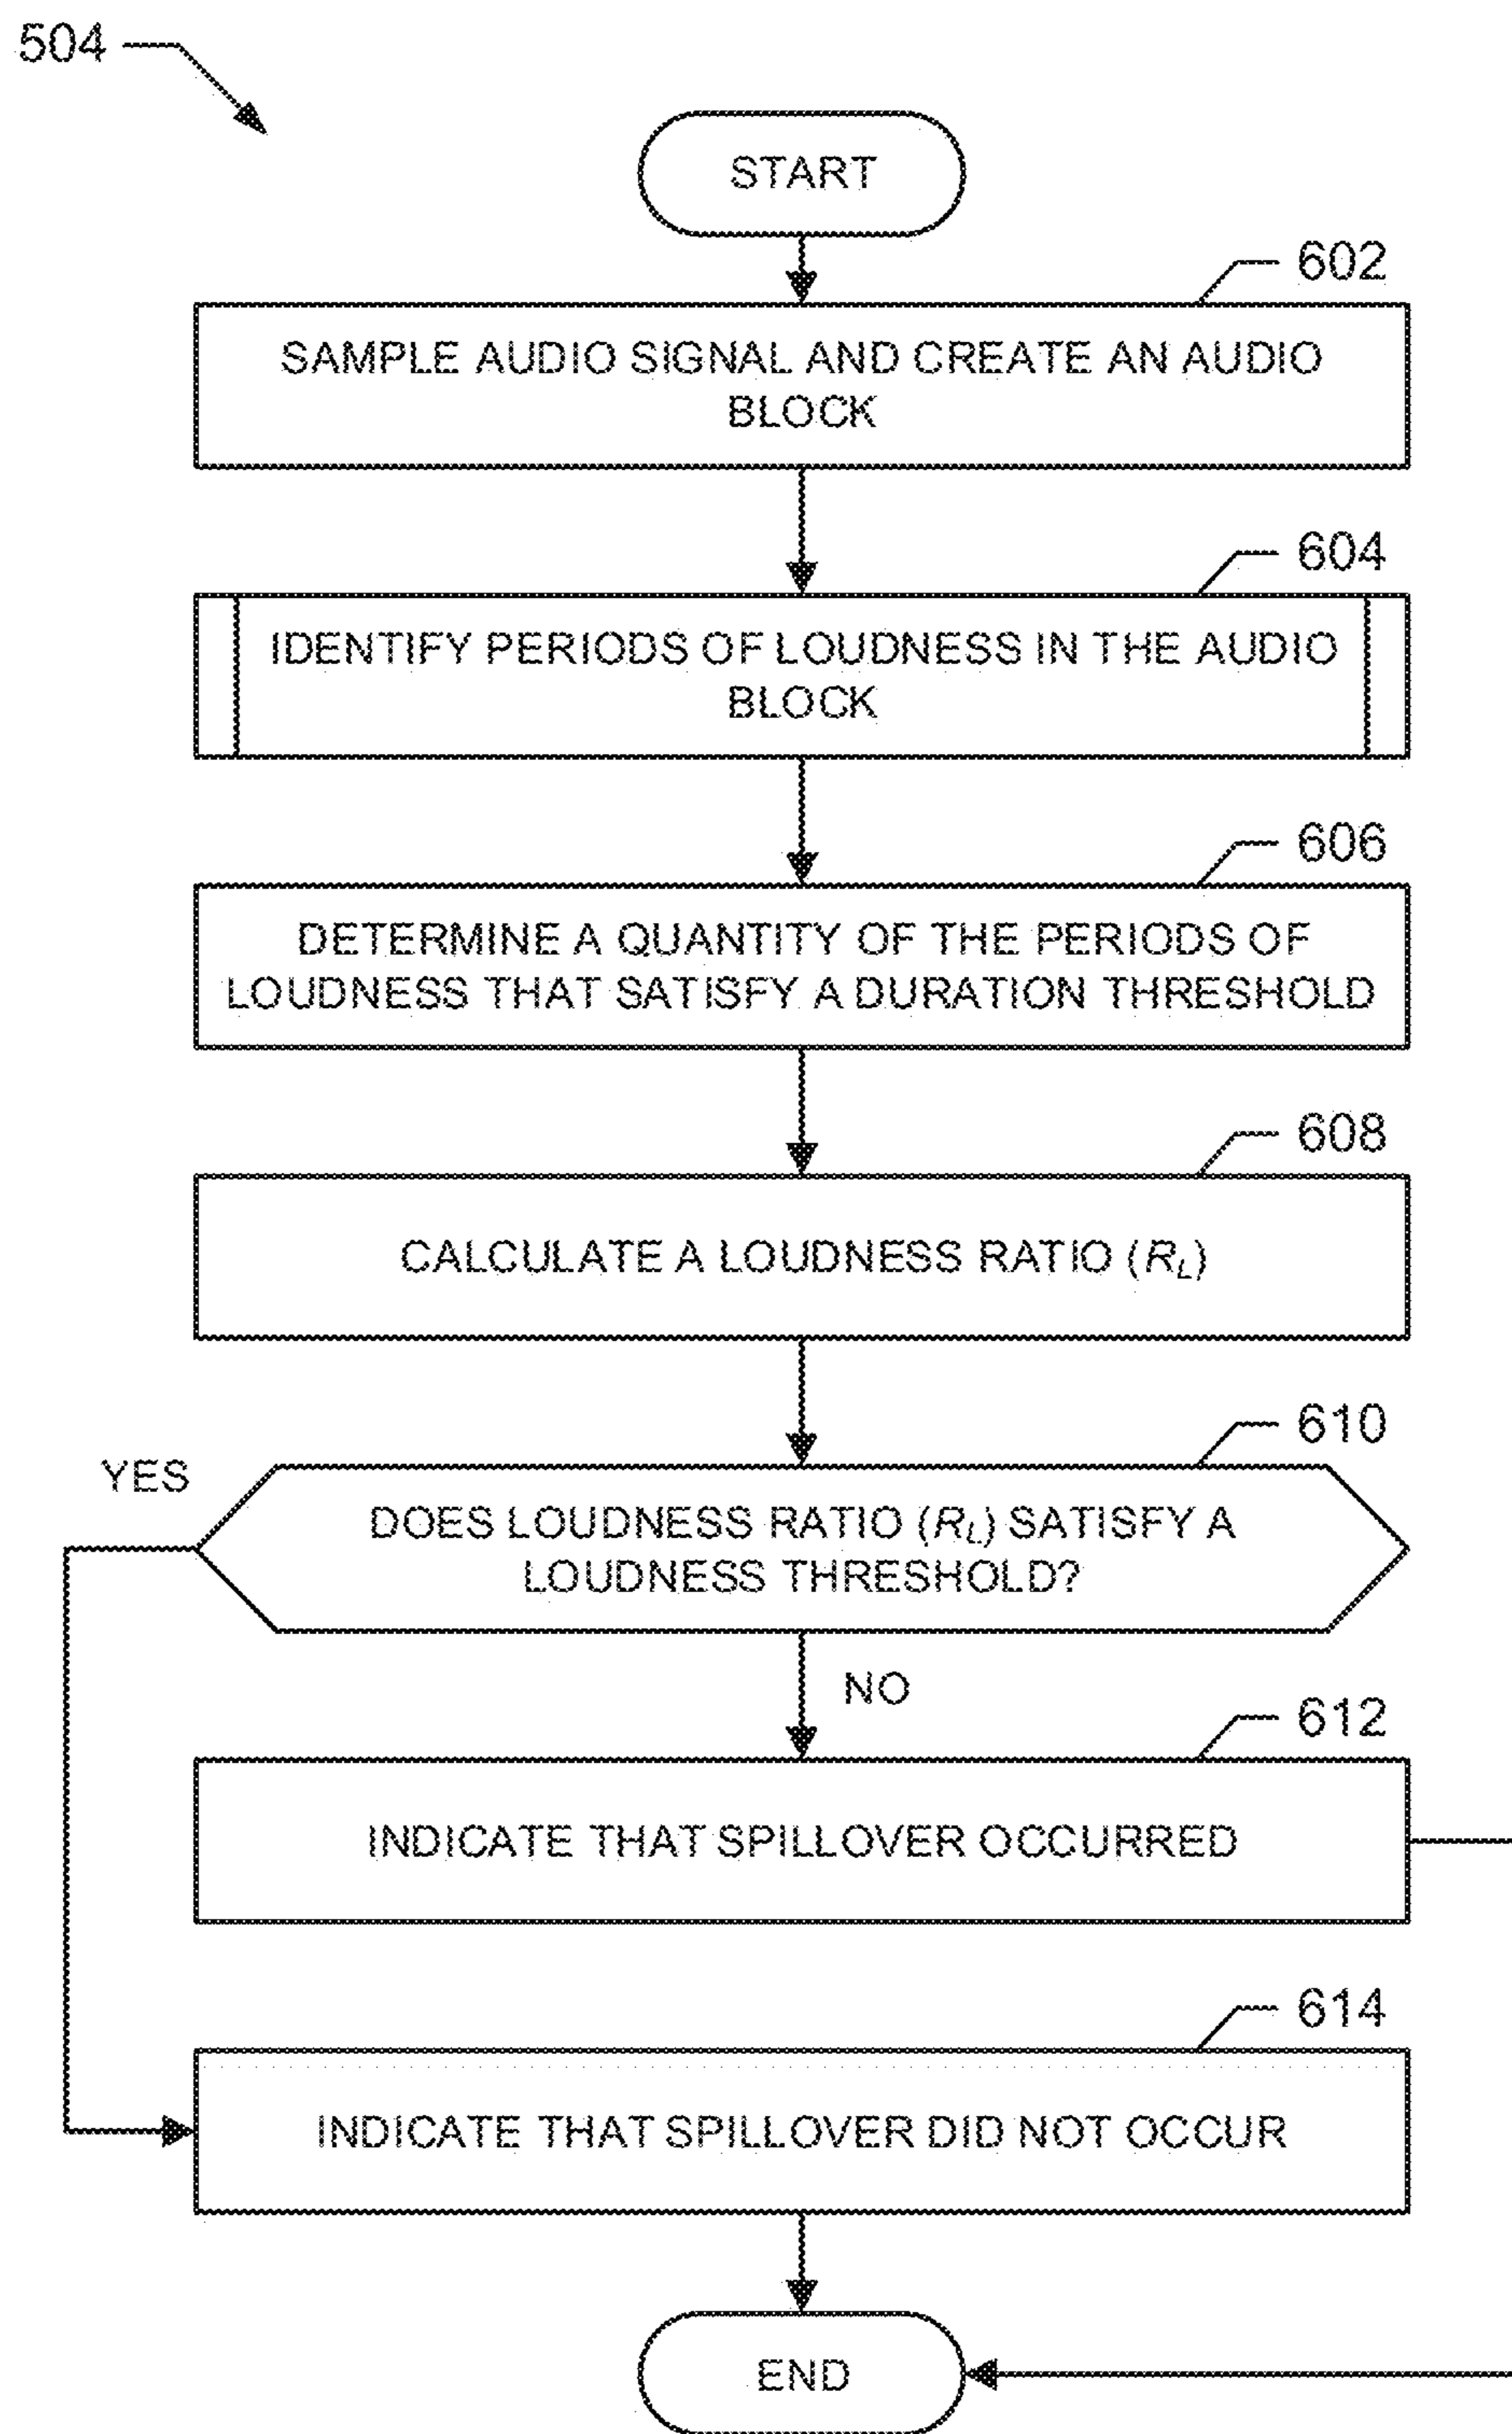 504
START
602
SAMPLE AUDIO SIGNAL AND CREATE AN AUDIO
BLOCK
604
IDENTIFY PERIODS OF LOUDNESS IN THE AUDIO
BLOCK
606
DETERMINE A QUANTITY OF THE PERIODS OF
LOUDNESS THAT SATISFY A DURATION THRESHOLD
608
CALCULATE A LOUDNESS RATIO (R_L)
610
YES
DOES LOUDNESS RATIO (R_L) SATISFY A
LOUDNESS THRESHOLD?
NO
612
INDICATE THAT SPILLOVER OCCURRED
614
INDICATE THAT SPILLOVER DID NOT OCCUR
END